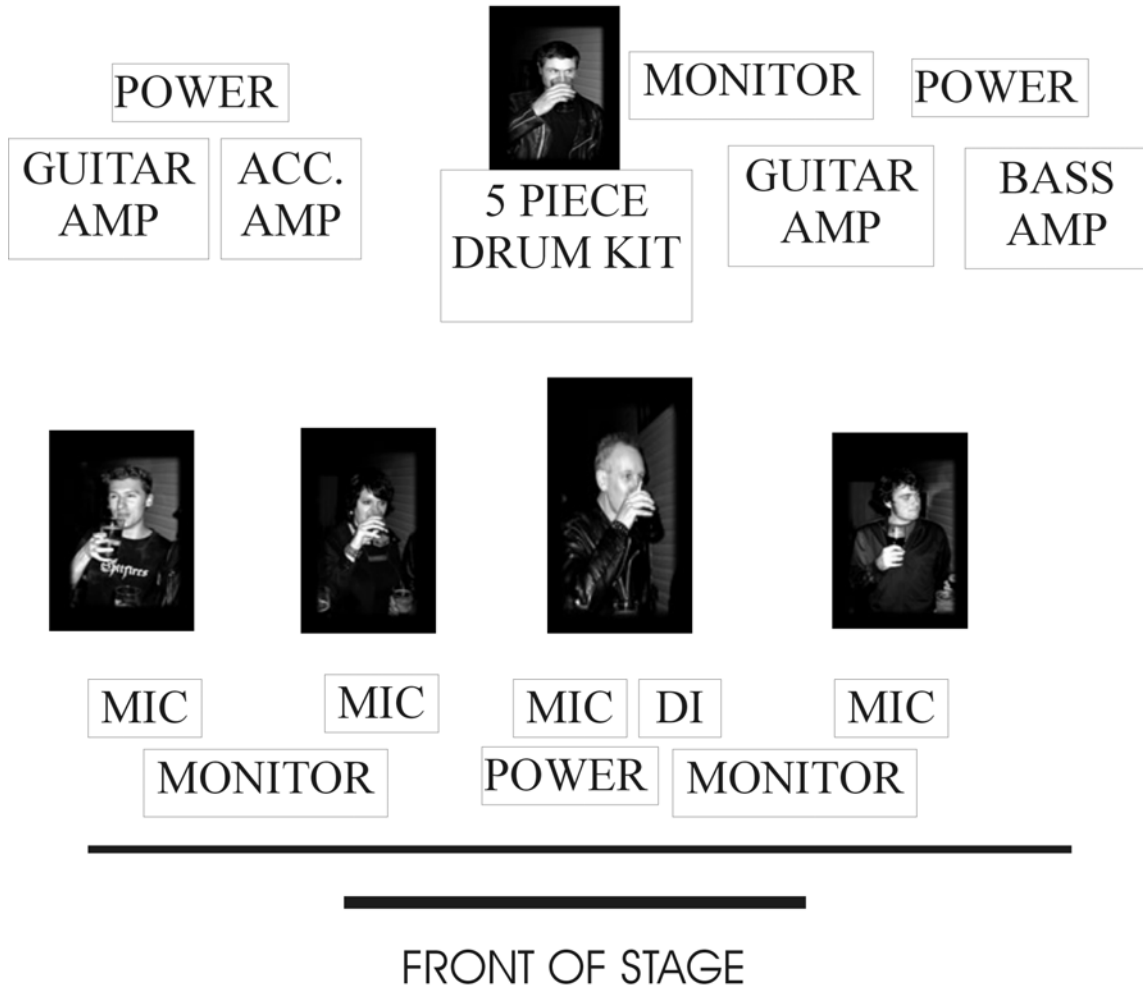 POWER
MONITOR
POWER
GUITAR
AMP
ACC.
AMP
5 PIECE
DRUM KIT
GUITAR
AMP
BASS
AMP
Spitfires
MIC
MIC
MIC
DI
MIC
MONITOR
POWER
MONITOR
FRONT OF STAGE